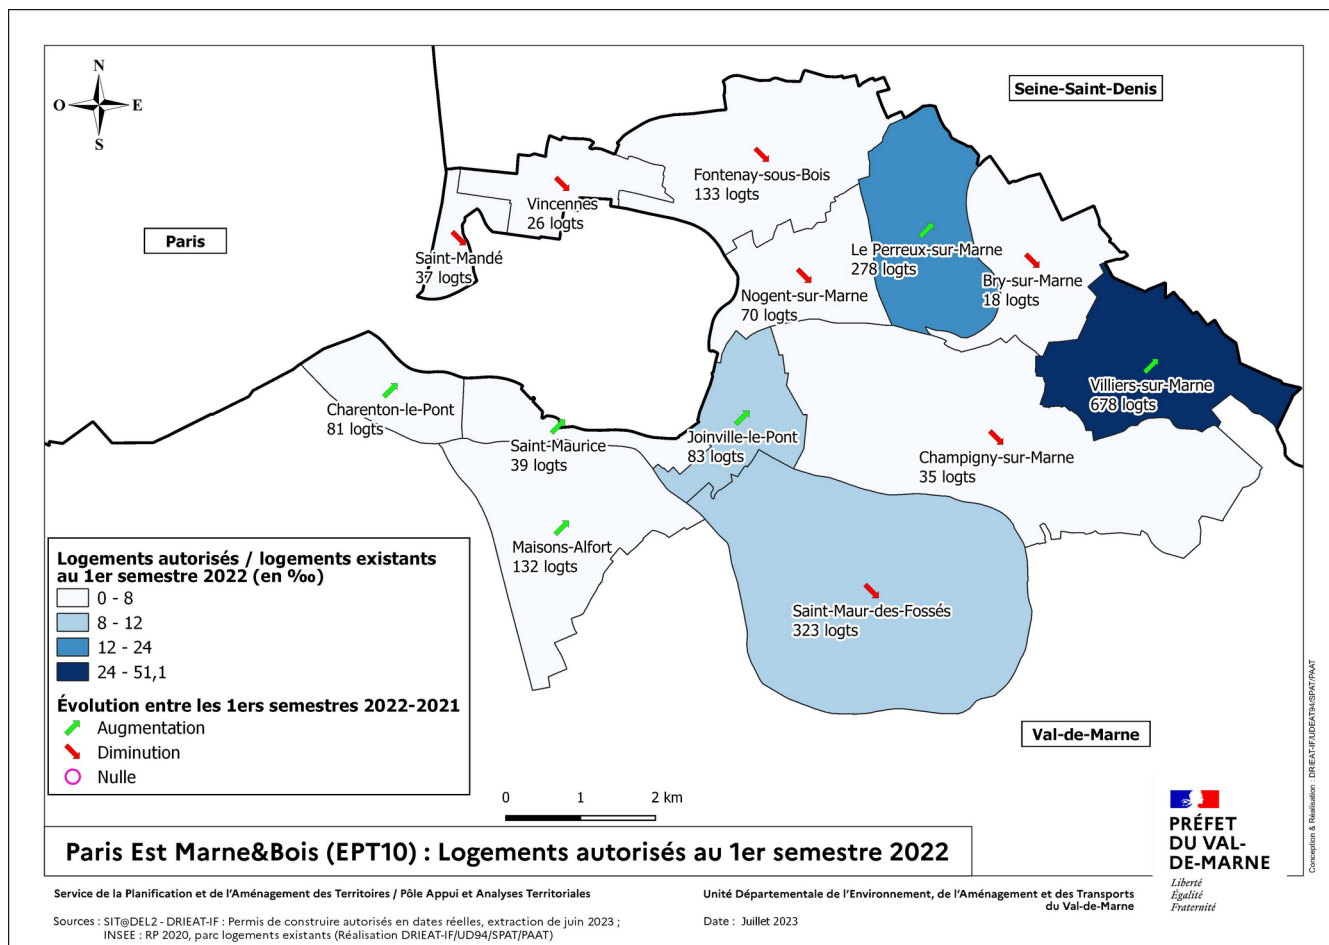 N
O
E
S
Seine-Saint-Denis
Paris
Fontenay-sous-Bois
133 logts
Vincennes
26 logts
Saint-Mandé
37 logts
Le Perreux-sur-Marne
278 logts
Bry-sur-Marne
18 logts
Nogent-sur-Marne
70 logts
Villiers-sur-Marne
678 logts
Charenton-le-Pont
81 logts
Saint-Maurice
39 logts
Joinville-le-Pont
83 logts
Champigny-sur-Marne
35 logts
Maisons-Alfort
132 logts
Saint-Maur-des-Fossés
323 logts
Val-de-Marne
Logements autorisés / logements existants
au 1er semestre 2022 (en ‰)
0 - 8
8 - 12
12 - 24
24 - 51,1
Évolution entre les 1ers semestres 2022-2021
Augmentation
Diminution
Nulle
0 1 2 km
Paris Est Marne&Bois (EPT10) : Logements autorisés au 1er semestre 2022
PRÉFET
DU VAL-
DE-MARNE
Liberté
Égalité
Fraternité
Conception & Réalisation : DRIEAT-IF/UDEAT94/SPAT/PAAT
Service de la Planification et de l'Aménagement des Territoires / Pôle Appui et Analyses Territoriales
Unité Départementale de l'Environnement, de l'Aménagement et des Transports
du Val-de-Marne
Sources : SIT@DEL2 - DRIEAT-IF : Permis de construire autorisés en dates réelles, extraction de juin 2023 ;
INSEE : RP 2020, parc logements existants (Réalisation DRIEAT-IF/UD94/SPAT/PAAT)
Date : Juillet 2023